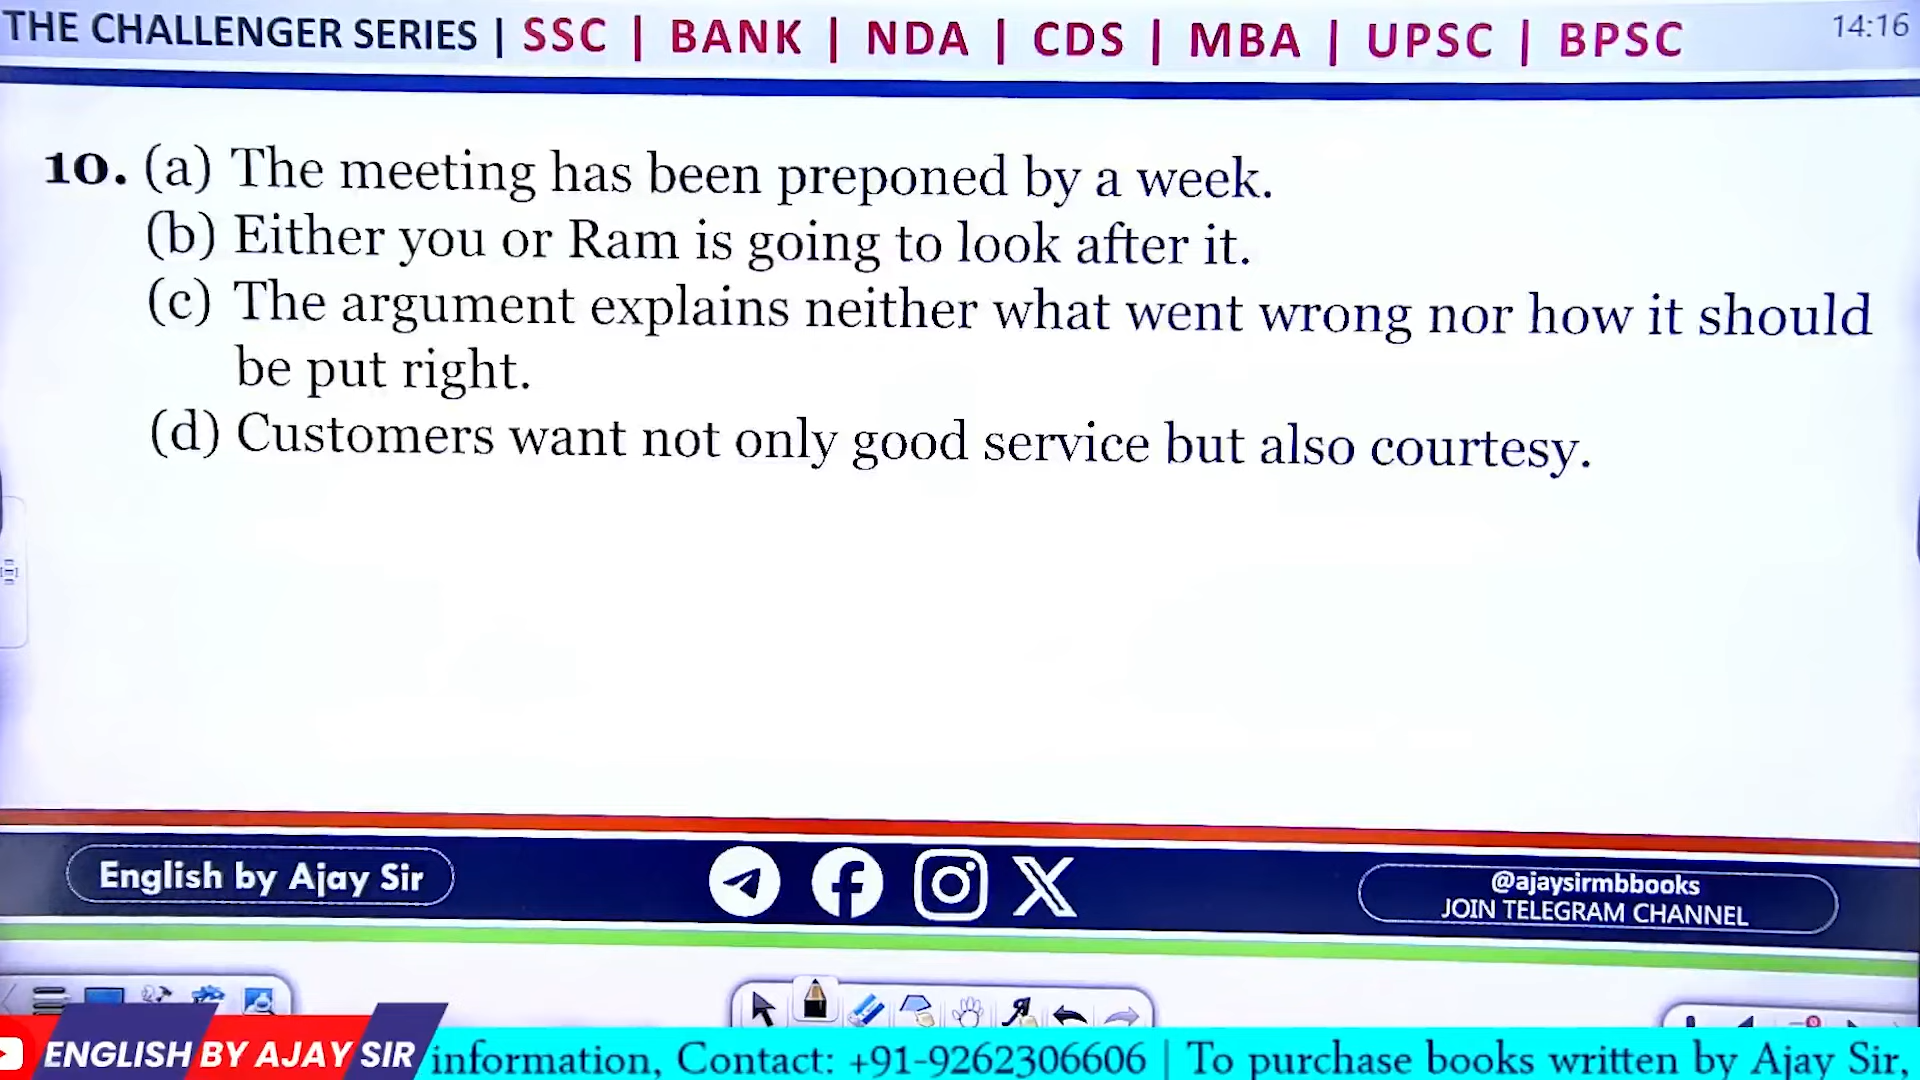 THE CHALLENGER SERIES | SSC | BANK | NDA | CDS | MBA | UPSC | BPSC 14:16
10. (a) The meeting has been preponed by a week.
(b) Either you or Ram is going to look after it.
(c) The argument explains neither what went wrong nor how it should
be put right.
(d) Customers want not only good service but also courtesy.
English by Ajay Sir
@ajaysirmbbooks
JOIN TELEGRAM CHANNEL
ENGLISH BY AJAY SIR information, Contact: +91-9262306606 | To purchase books written by Ajay Sir,